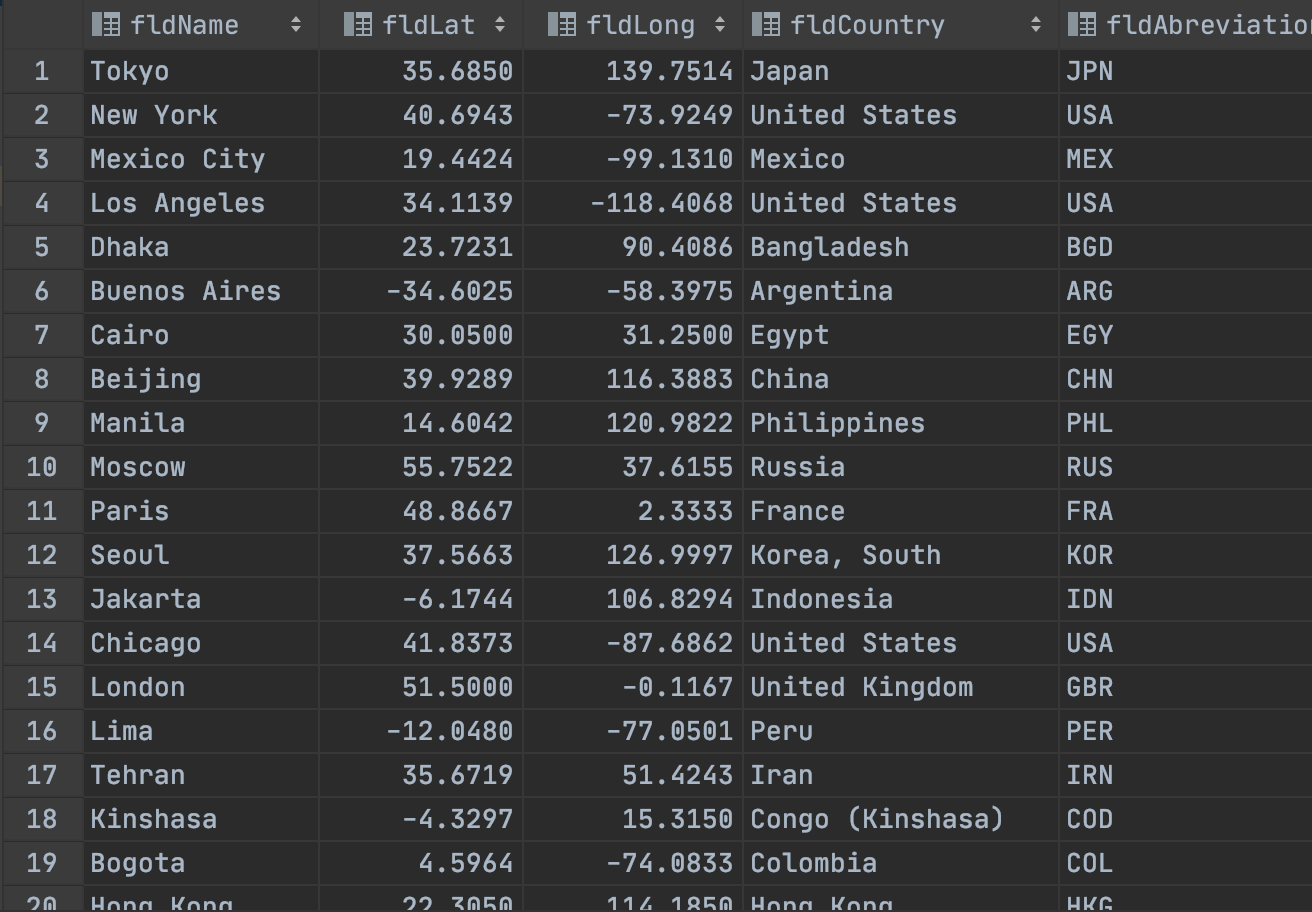 fldName fldLat fldLong fldCountry fldAbreviation
1 Tokyo 35.6850 139.7514 Japan JPN
2 New York 40.6943 -73.9249 United States USA
3 Mexico City 19.4424 -99.1310 Mexico MEX
4 Los Angeles 34.1139 -118.4068 United States USA
5 Dhaka 23.7231 90.4086 Bangladesh BGD
6 Buenos Aires -34.6025 -58.3975 Argentina ARG
7 Cairo 30.0500 31.2500 Egypt EGY
8 Beijing 39.9289 116.3883 China CHN
9 Manila 14.6042 120.9822 Philippines PHL
10 Moscow 55.7522 37.6155 Russia RUS
11 Paris 48.8667 2.3333 France FRA
12 Seoul 37.5663 126.9997 Korea, South KOR
13 Jakarta -6.1744 106.8294 Indonesia IDN
14 Chicago 41.8373 -87.6862 United States USA
15 London 51.5000 -0.1167 United Kingdom GBR
16 Lima -12.0480 -77.0501 Peru PER
17 Tehran 35.6719 51.4243 Iran IRN
18 Kinshasa -4.3297 15.3150 Congo (Kinshasa) COD
19 Bogota 4.5964 -74.0833 Colombia COL
20 Hong Kong 22.3050 114.1850 Hong Kong HKG